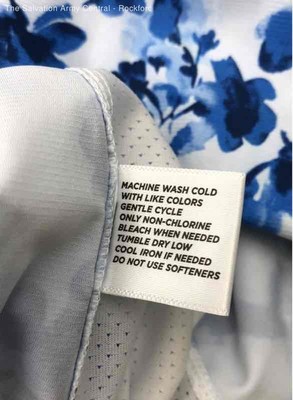 The Salvation Army Central - Rockford
MACHINE WASH COLD
WITH LIKE COLORS
GENTLE CYCLE
ONLY NON-CHLORINE
BLEACH WHEN NEEDED
TUMBLE DRY LOW
COOL IRON IF NEEDED
DO NOT USE SOFTENERS